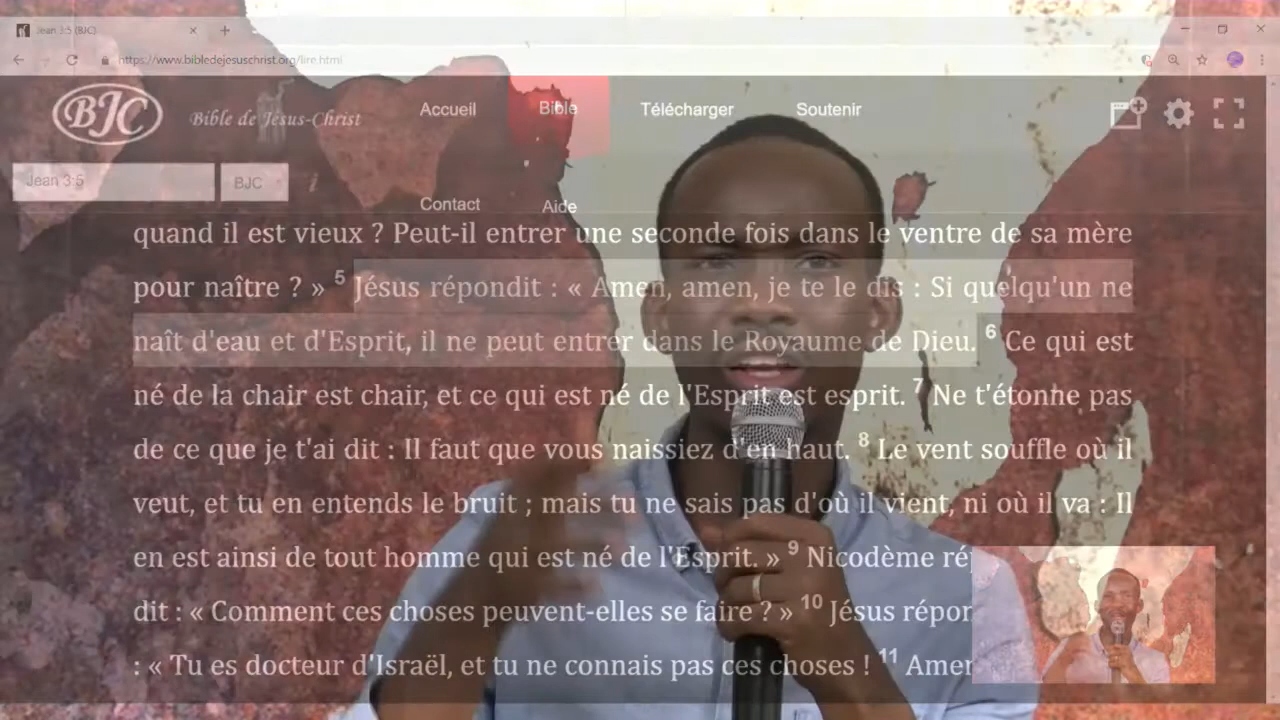 Jean 3:5 (BJC)
https://www.bibledejesuschrist.org/lire.html
BJC Bible de Jésus-Christ Accueil Bible Télécharger Soutenir
Jean 3:5 BJC i
Contact Aide
quand il est vieux ? Peut-il entrer une seconde fois dans le ventre de sa mère
pour naître ? » 5 Jésus répondit : « Amen, amen, je te le dis : Si quelqu'un ne
naît d'eau et d'Esprit, il ne peut entrer dans le Royaume de Dieu. 6 Ce qui est
né de la chair est chair, et ce qui est né de l'Esprit est esprit. 7 Ne t'étonne pas
de ce que je t'ai dit : Il faut que vous naissiez d'en haut. 8 Le vent souffle où il
veut, et tu en entends le bruit ; mais tu ne sais pas d'où il vient, ni où il va : Il
en est ainsi de tout homme qui est né de l'Esprit. » 9 Nicodème ré
dit : « Comment ces choses peuvent-elles se faire ? » 10 Jésus répon
: « Tu es docteur d'Israël, et tu ne connais pas ces choses ! 11 Amen